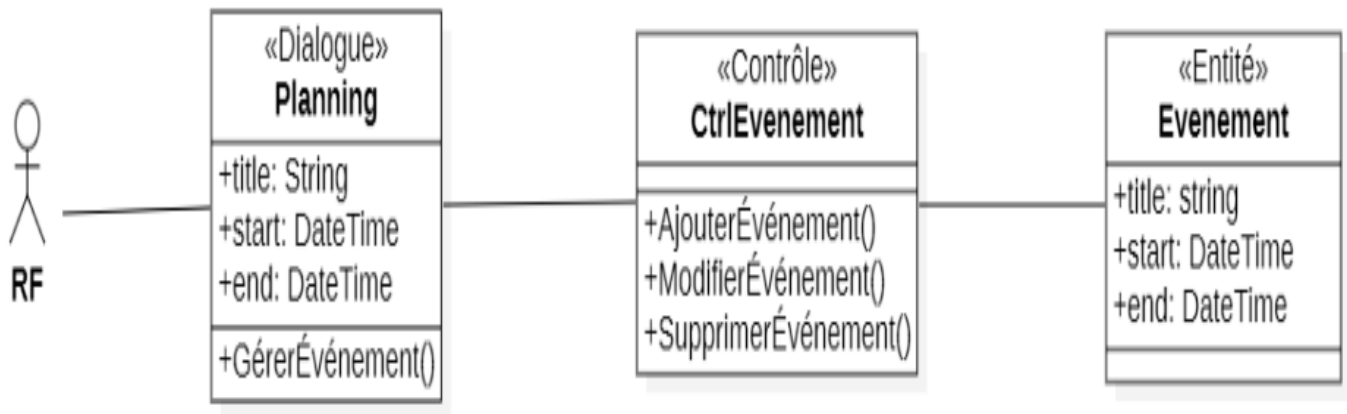 RF
«Dialogue»
Planning
+title: String
+start: DateTime
+end: DateTime
+GérerÉvénement()
«Contrôle»
CtrlEvenement
+AjouterÉvénement()
+ModifierÉvénement()
+SupprimerÉvénement()
«Entité»
Evenement
+title: string
+start: DateTime
+end: DateTime